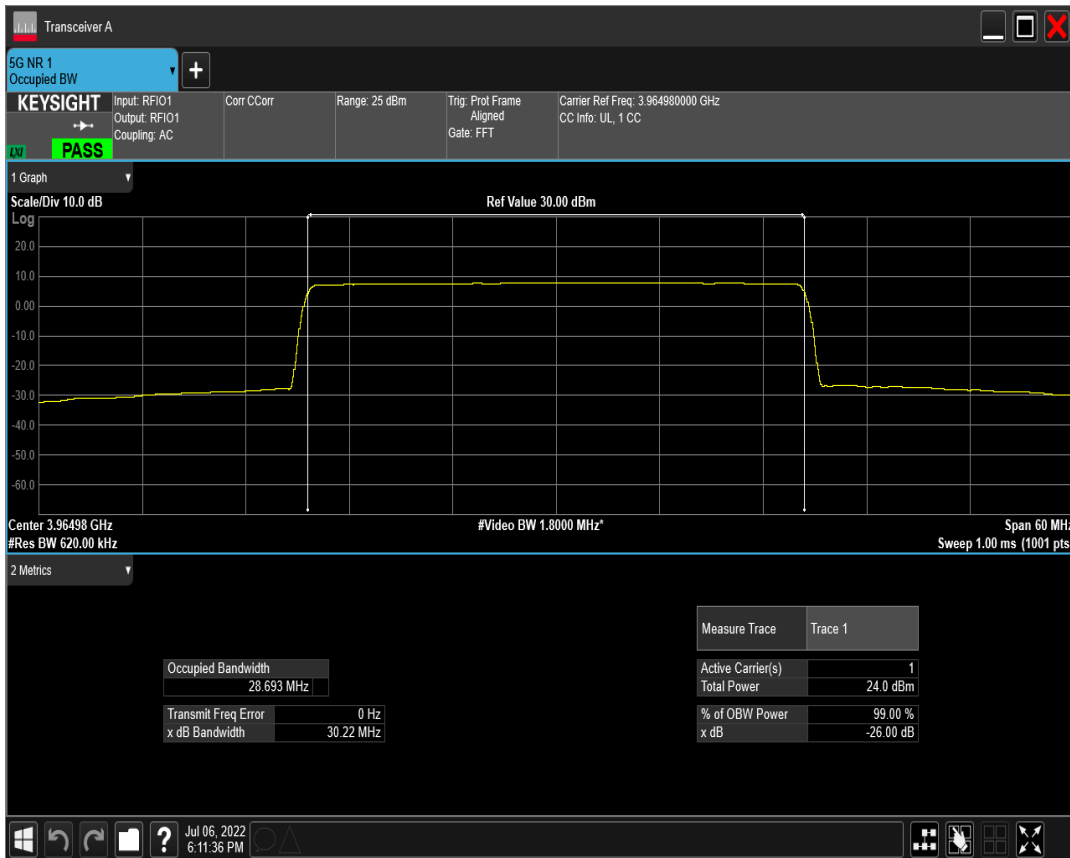 Transceiver A
5G NR 1
Occupied BW
KEYSIGHT
LXI
PASS
Input: RFIO1
Output: RFIO1
Coupling: AC
Corr CCorr
Range: 25 dBm
Trig: Prot Frame
Aligned
Gate: FFT
Carrier Ref Freq: 3.964980000 GHz
CC Info: UL, 1 CC
1 Graph
Scale/Div 10.0 dB
Ref Value 30.00 dBm
Log
20.0
10.0
0.00
-10.0
-20.0
-30.0
-40.0
-50.0
-60.0
Center 3.96498 GHz
#Video BW 1.8000 MHz*
Span 60 MHz
#Res BW 620.00 kHz
Sweep 1.00 ms (1001 pts
2 Metrics
Measure Trace Trace 1
Occupied Bandwidth
28.693 MHz
Active Carrier(s) 1
Total Power 24.0 dBm
Transmit Freq Error 0 Hz
x dB Bandwidth 30.22 MHz
% of OBW Power 99.00 %
x dB -26.00 dB
?
Jul 06, 2022
6:11:36 PM